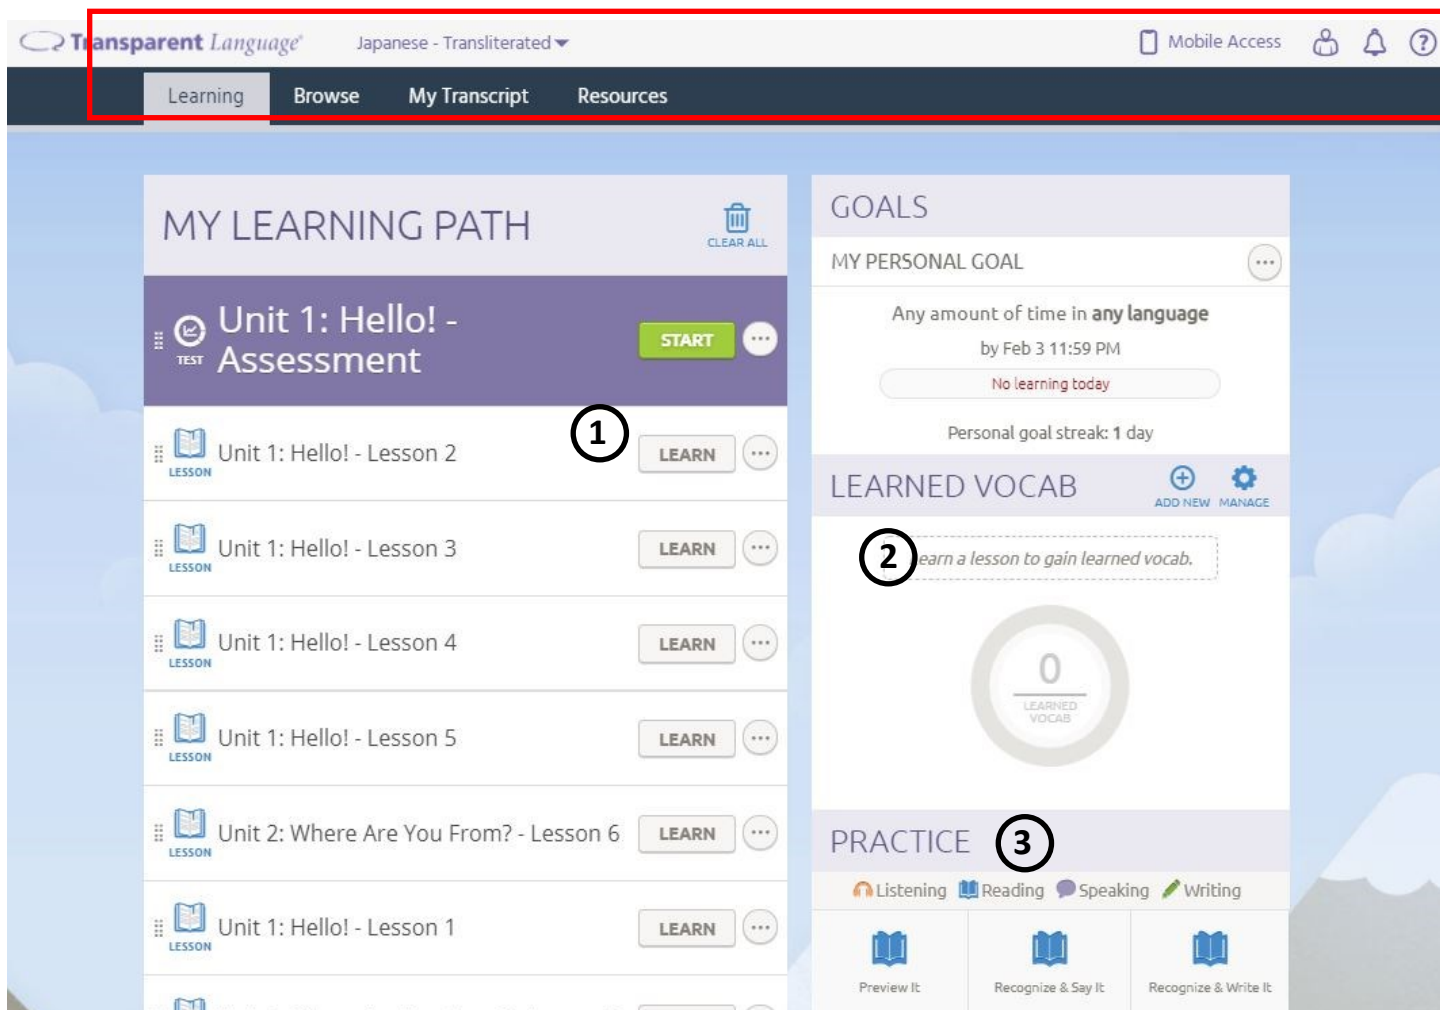 Transparent Language
Japanese - Transliterated
Mobile Access
?
Learning
Browse
My Transcript
Resources
MY LEARNING PATH
CLEAR ALL
TEST
Unit 1: Hello! -
Assessment
START
LESSON
Unit 1: Hello! - Lesson 2
1
LEARN
LESSON
Unit 1: Hello! - Lesson 3
LEARN
LESSON
Unit 1: Hello! - Lesson 4
LEARN
LESSON
Unit 1: Hello! - Lesson 5
LEARN
LESSON
Unit 2: Where Are You From? - Lesson 6
LEARN
LESSON
Unit 1: Hello! - Lesson 1
LEARN
GOALS
MY PERSONAL GOAL
Any amount of time in any language
by Feb 3 11:59 PM
No learning today
Personal goal streak: 1 day
LEARNED VOCAB
ADD NEW
MANAGE
2
earn a lesson to gain learned vocab.
0
LEARNED
VOCAB
PRACTICE
3
Listening
Reading
Speaking
Writing
Preview It
Recognize & Say It
Recognize & Write It